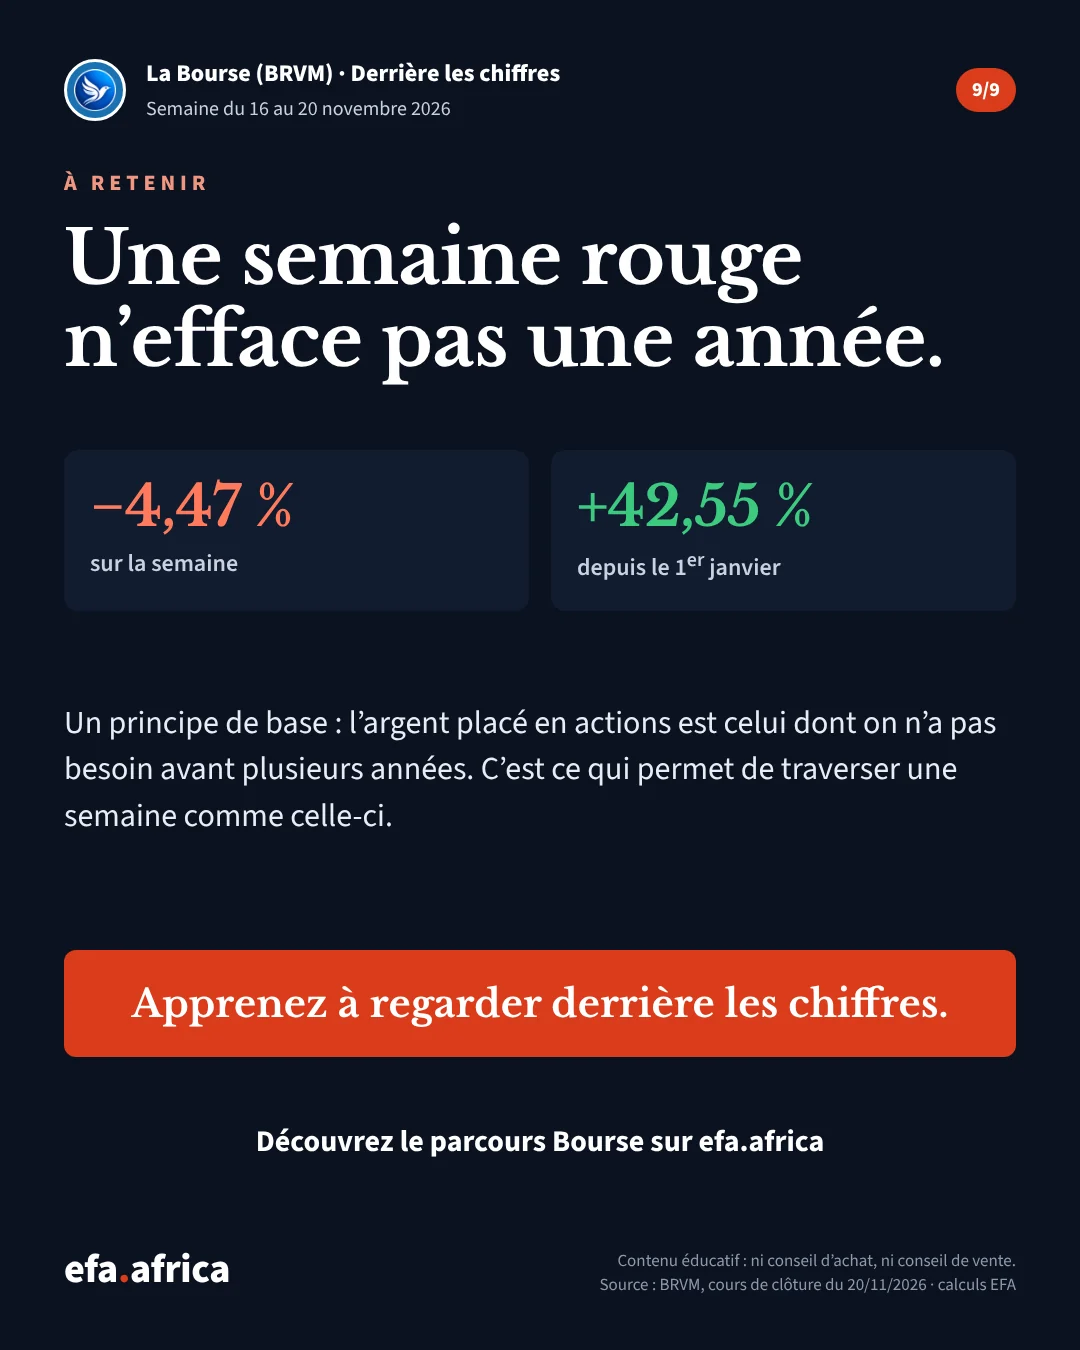 La Bourse (BRVM) · Derrière les chiffres
Semaine du 16 au 20 novembre 2026
9/9
À RETENIR
Une semaine rouge
n’efface pas une année.
−4,47 %
sur la semaine
+42,55 %
depuis le 1er janvier
Un principe de base : l’argent placé en actions est celui dont on n’a pas
besoin avant plusieurs années. C’est ce qui permet de traverser une
semaine comme celle-ci.
Apprenez à regarder derrière les chiffres.
Découvrez le parcours Bourse sur efa.africa
efa.africa
Contenu éducatif : ni conseil d’achat, ni conseil de vente.
Source : BRVM, cours de clôture du 20/11/2026 · calculs EFA